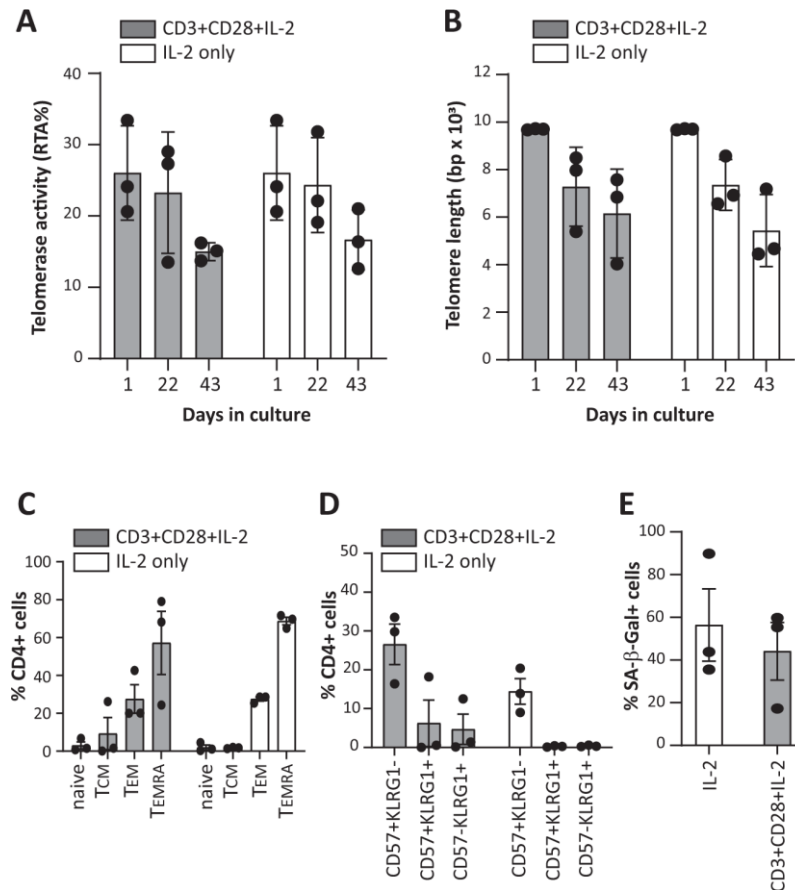 A
CD3+CD28+IL-2
IL-2 only
Telomerase activity (RTA%)
40
30
20
10
0
1 22 43 1 22 43
Days in culture
B
CD3+CD28+IL-2
IL-2 only
Telomere length (bp x 10³)
12
10
8
6
4
2
0
1 22 43 1 22 43
Days in culture
C
CD3+CD28+IL-2
IL-2 only
% CD4+ cells
100
80
60
40
20
0
naive TCM TEM TEMRA naive TCM TEM TEMRA
D
CD3+CD28+IL-2
IL-2 only
% CD4+ cells
50
40
30
20
10
0
CD57+KLRG1- CD57+KLRG1+ CD57-KLRG1+ CD57+KLRG1- CD57+KLRG1+ CD57-KLRG1+
E
% SA-β-Gal+ cells
100
80
60
40
20
0
IL-2 CD3+CD28+IL-2